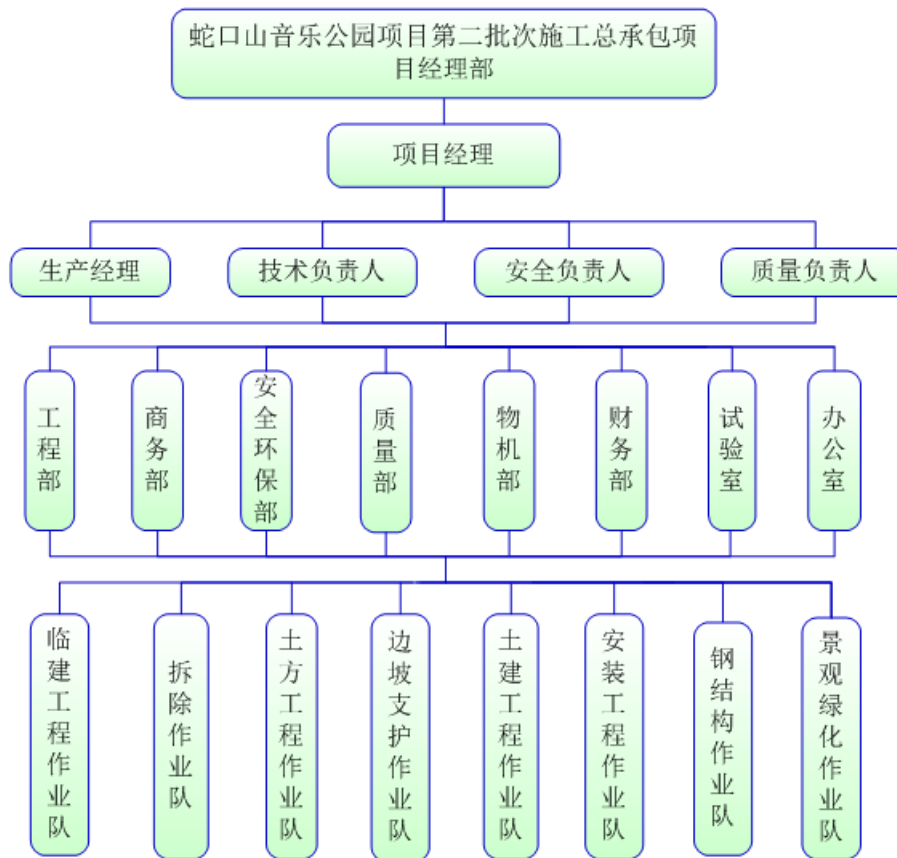 蛇口山音乐公园项目第二批次施工总承包项
目经理部
项目经理
生产经理
技术负责人
安全负责人
质量负责人
工程部
商务部
安全环保部
质量部
物机部
财务部
试验室
办公室
临建工程作业队
拆除作业队
土方工程作业队
边坡支护作业队
土建工程作业队
安装工程作业队
钢结构作业队
景观绿化作业队